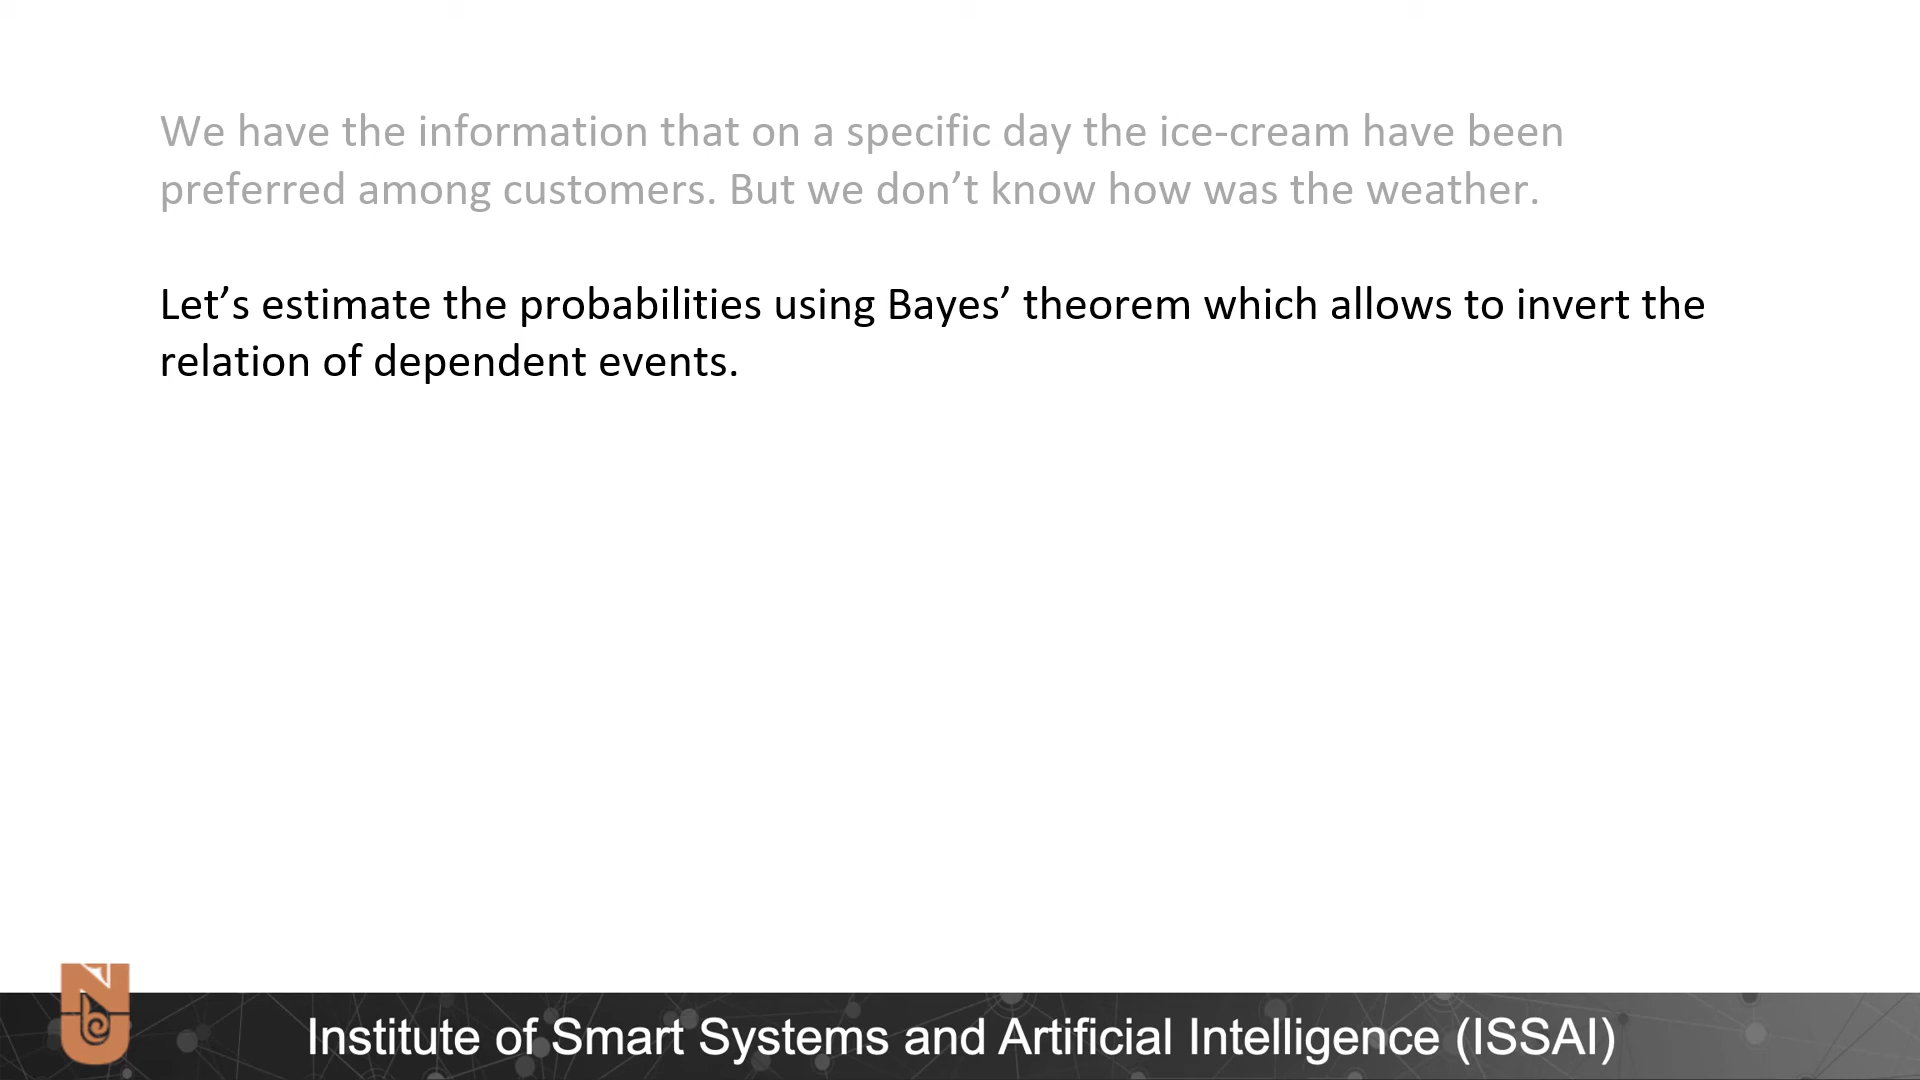 We have the information that on a specific day the ice-cream have been
preferred among customers. But we don’t know how was the weather.
Let’s estimate the probabilities using Bayes’ theorem which allows to invert the
relation of dependent events.
Institute of Smart Systems and Artificial Intelligence (ISSAI)